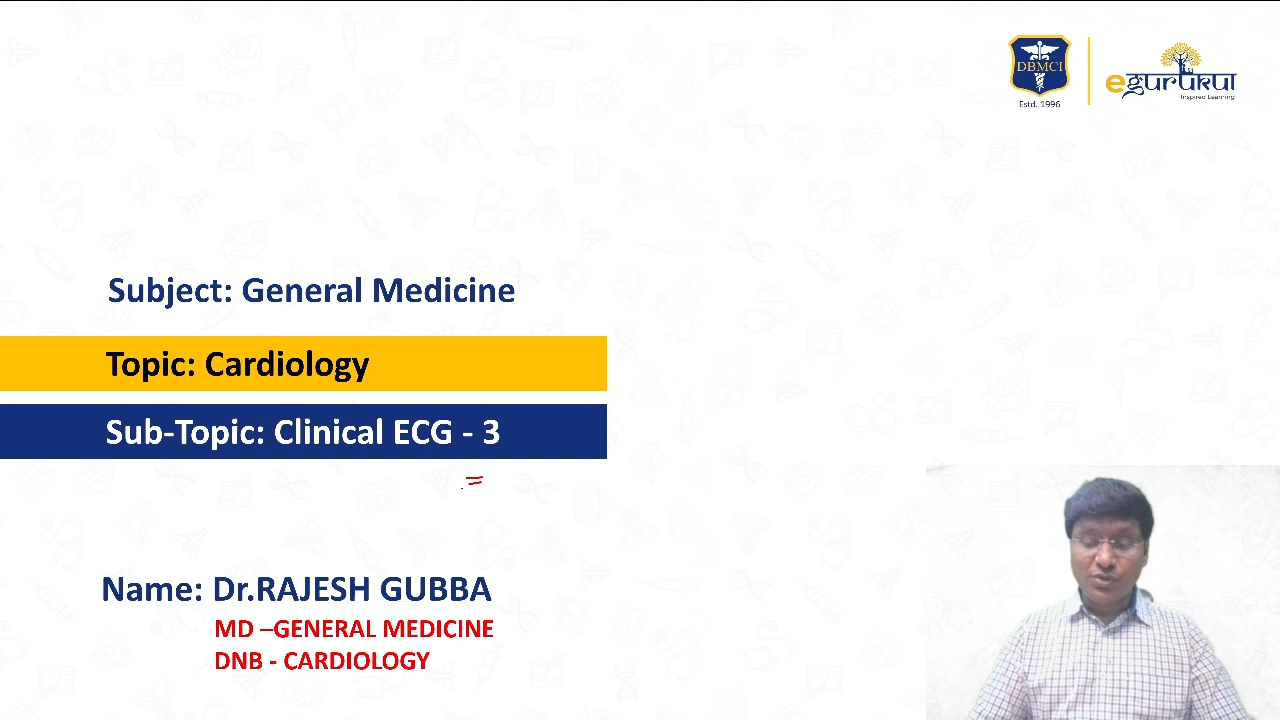 DBMCI
Estd. 1996
egurukul
Inspired Learning
Subject: General Medicine
Topic: Cardiology
Sub-Topic: Clinical ECG - 3
Name: Dr.RAJESH GUBBA
MD –GENERAL MEDICINE
DNB - CARDIOLOGY